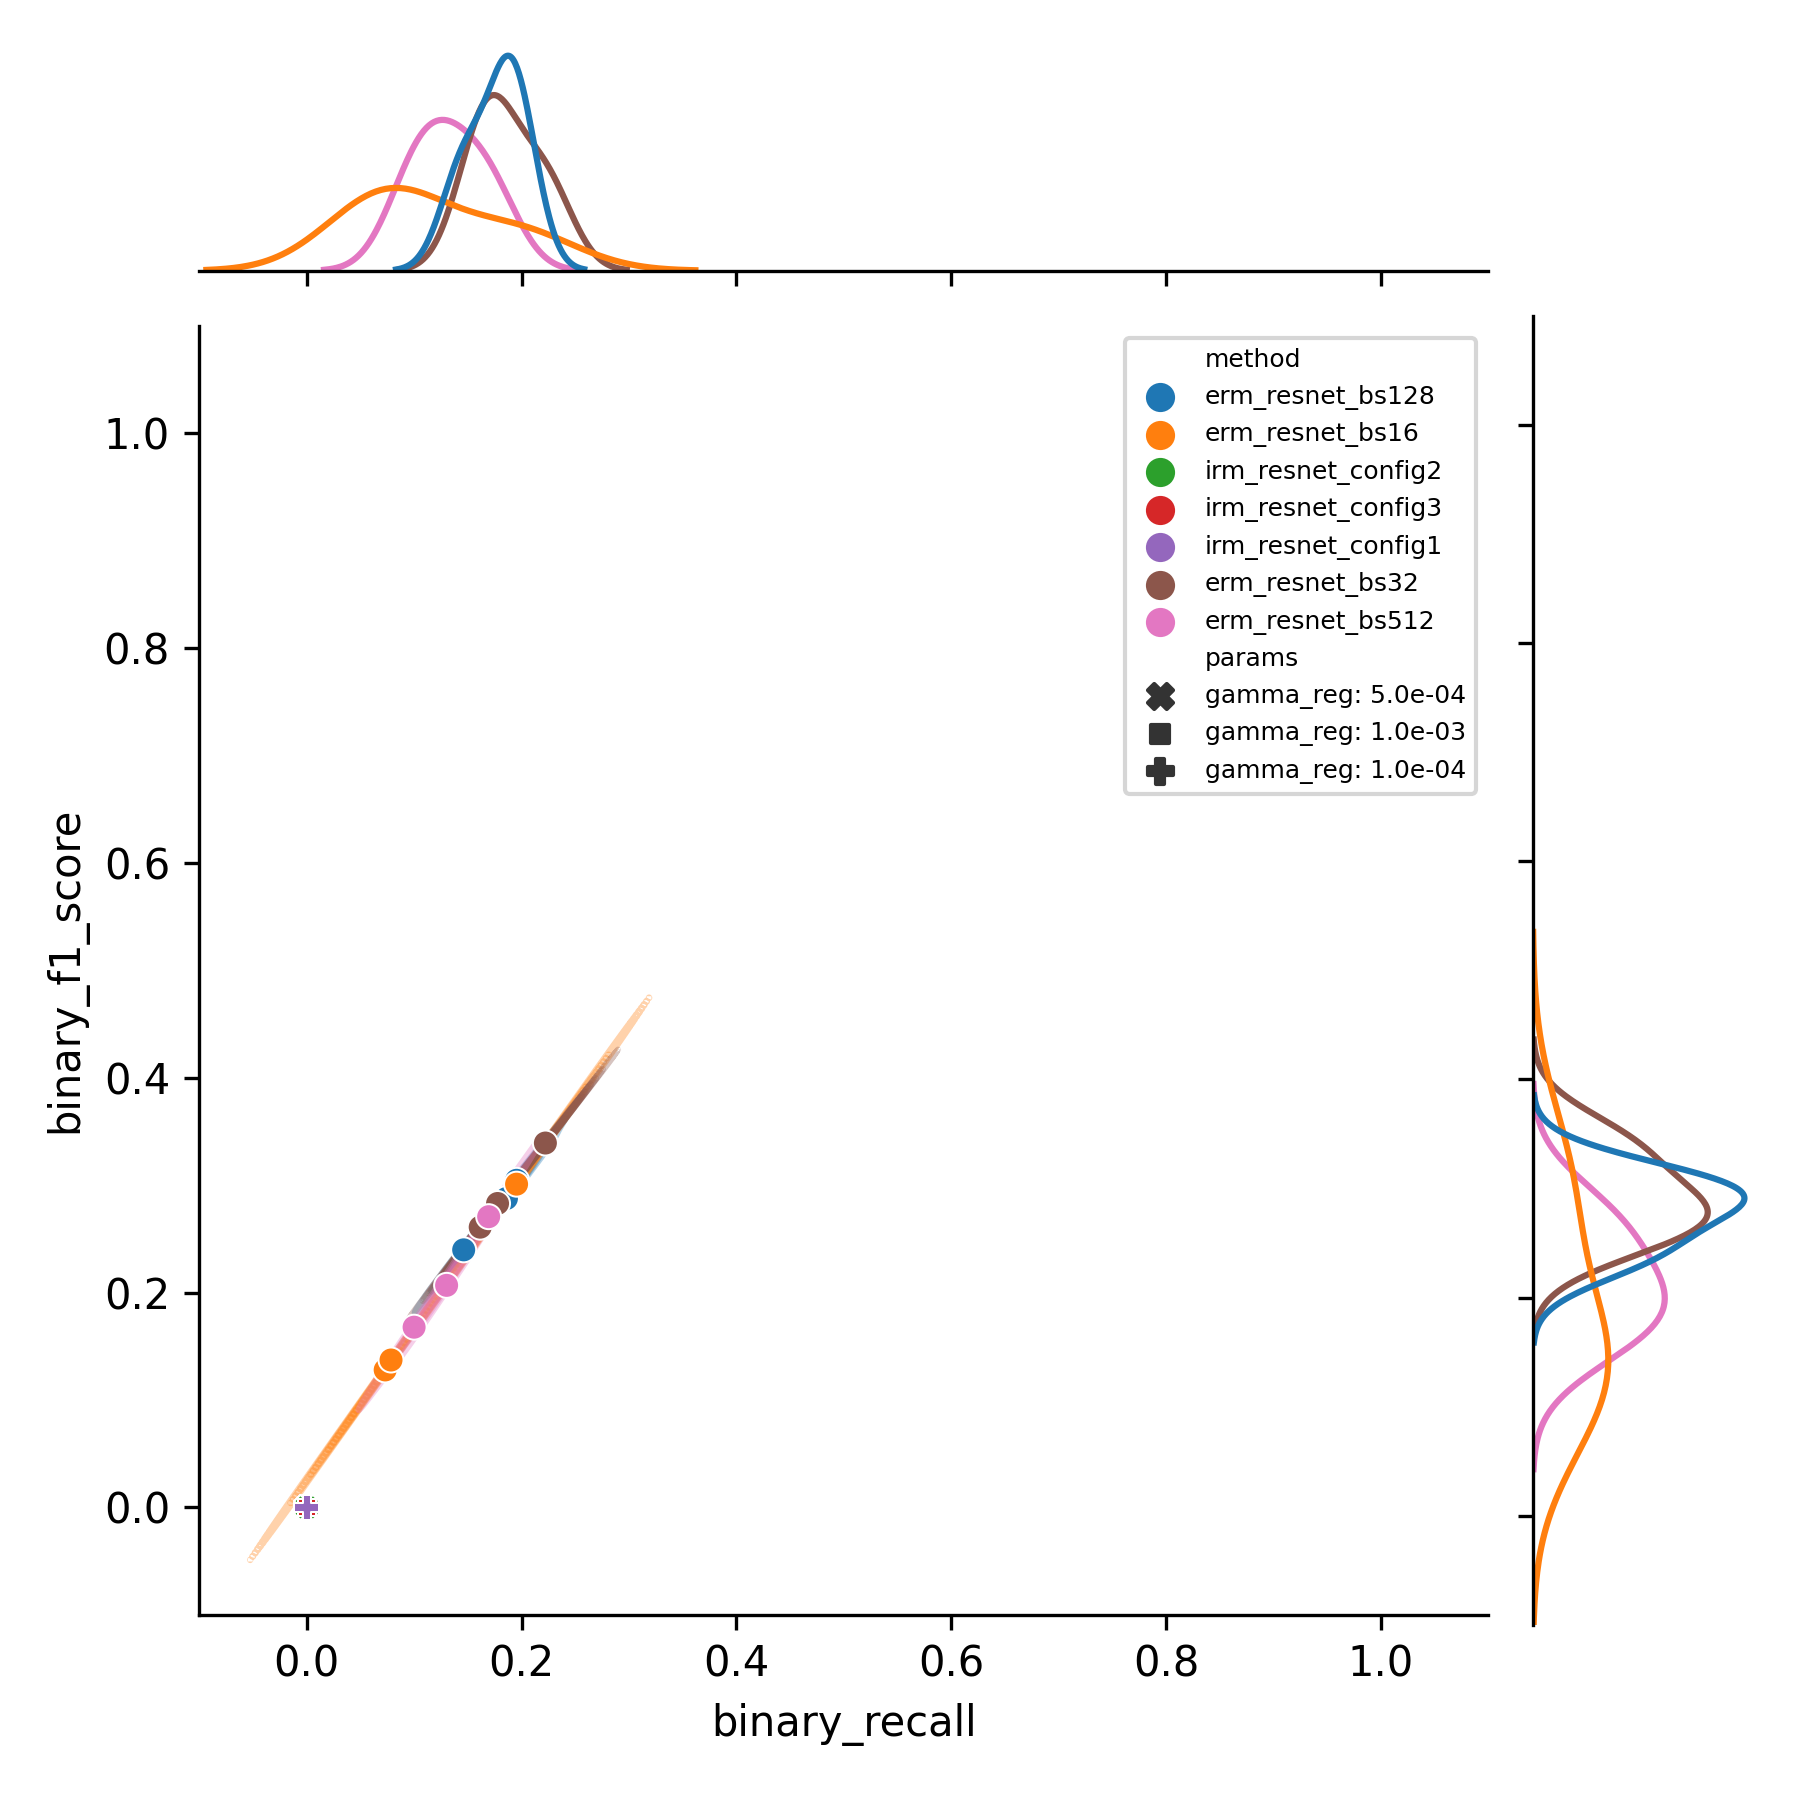 method
erm_resnet_bs128
erm_resnet_bs16
irm_resnet_config2
irm_resnet_config3
irm_resnet_config1
erm_resnet_bs32
erm_resnet_bs512
params
gamma_reg: 5.0e-04
gamma_reg: 1.0e-03
gamma_reg: 1.0e-04
1.0
0.8
0.6
0.4
0.2
0.0
binary_f1_score
0.0 0.2 0.4 0.6 0.8 1.0
binary_recall